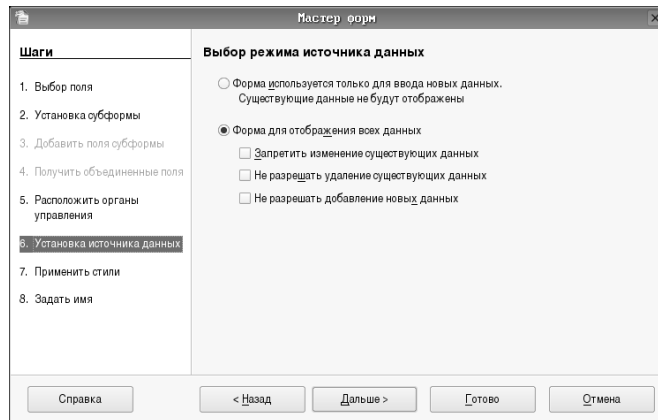 Мастер форм
Шаги
1. Выбор поля
2. Установка субформы
3. Добавить поля субформы
4. Получить объединенные поля
5. Расположить органы
управления
6. Установка источника данных
7. Применить стили
8. Задать имя
Выбор режима источника данных
Форма используется только для ввода новых данных.
Существующие данные не будут отображены
Форма для отображения всех данных
Запретить изменение существующих данных
Не разрешать удаление существующих данных
Не разрешать добавление новых данных
Справка
< Назад
Дальше >
Готово
Отмена